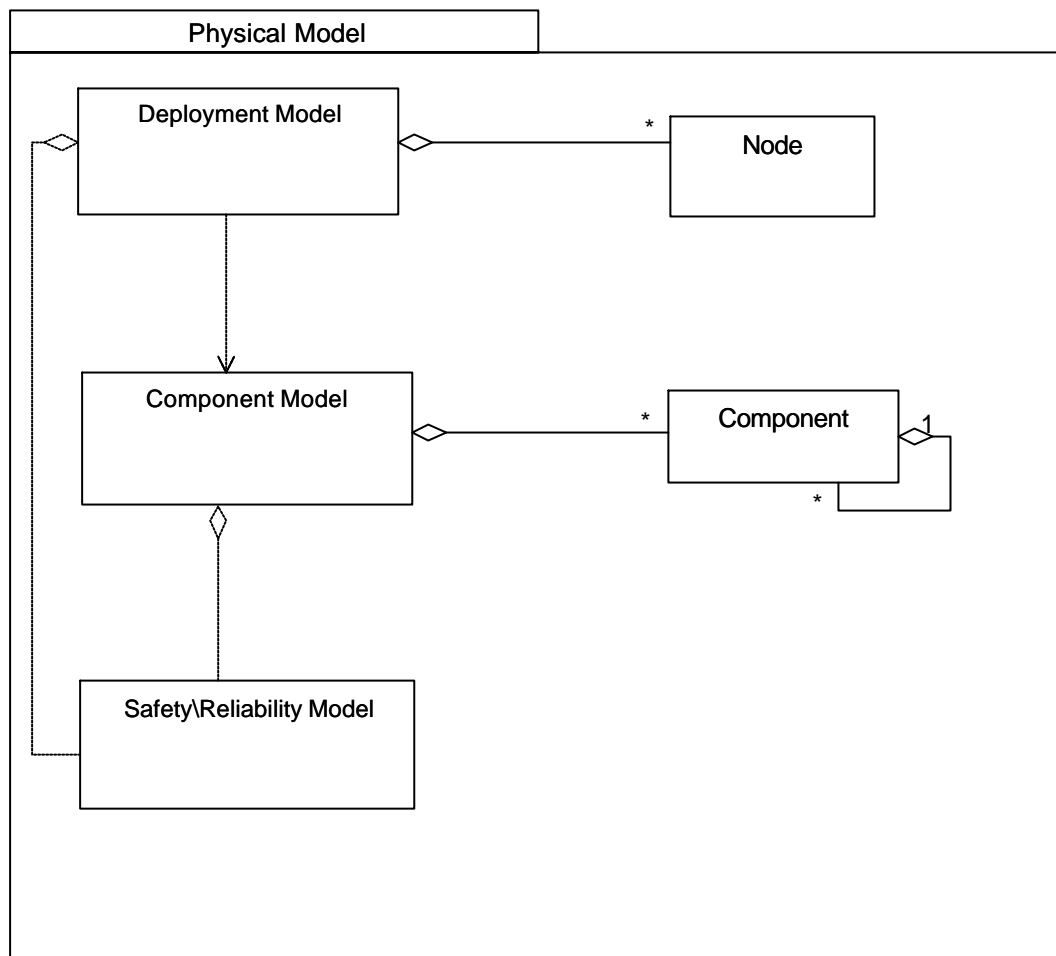 Physical Model
Deployment Model
*
Node
Component Model
*
Component
1
*
Safety\Reliability Model